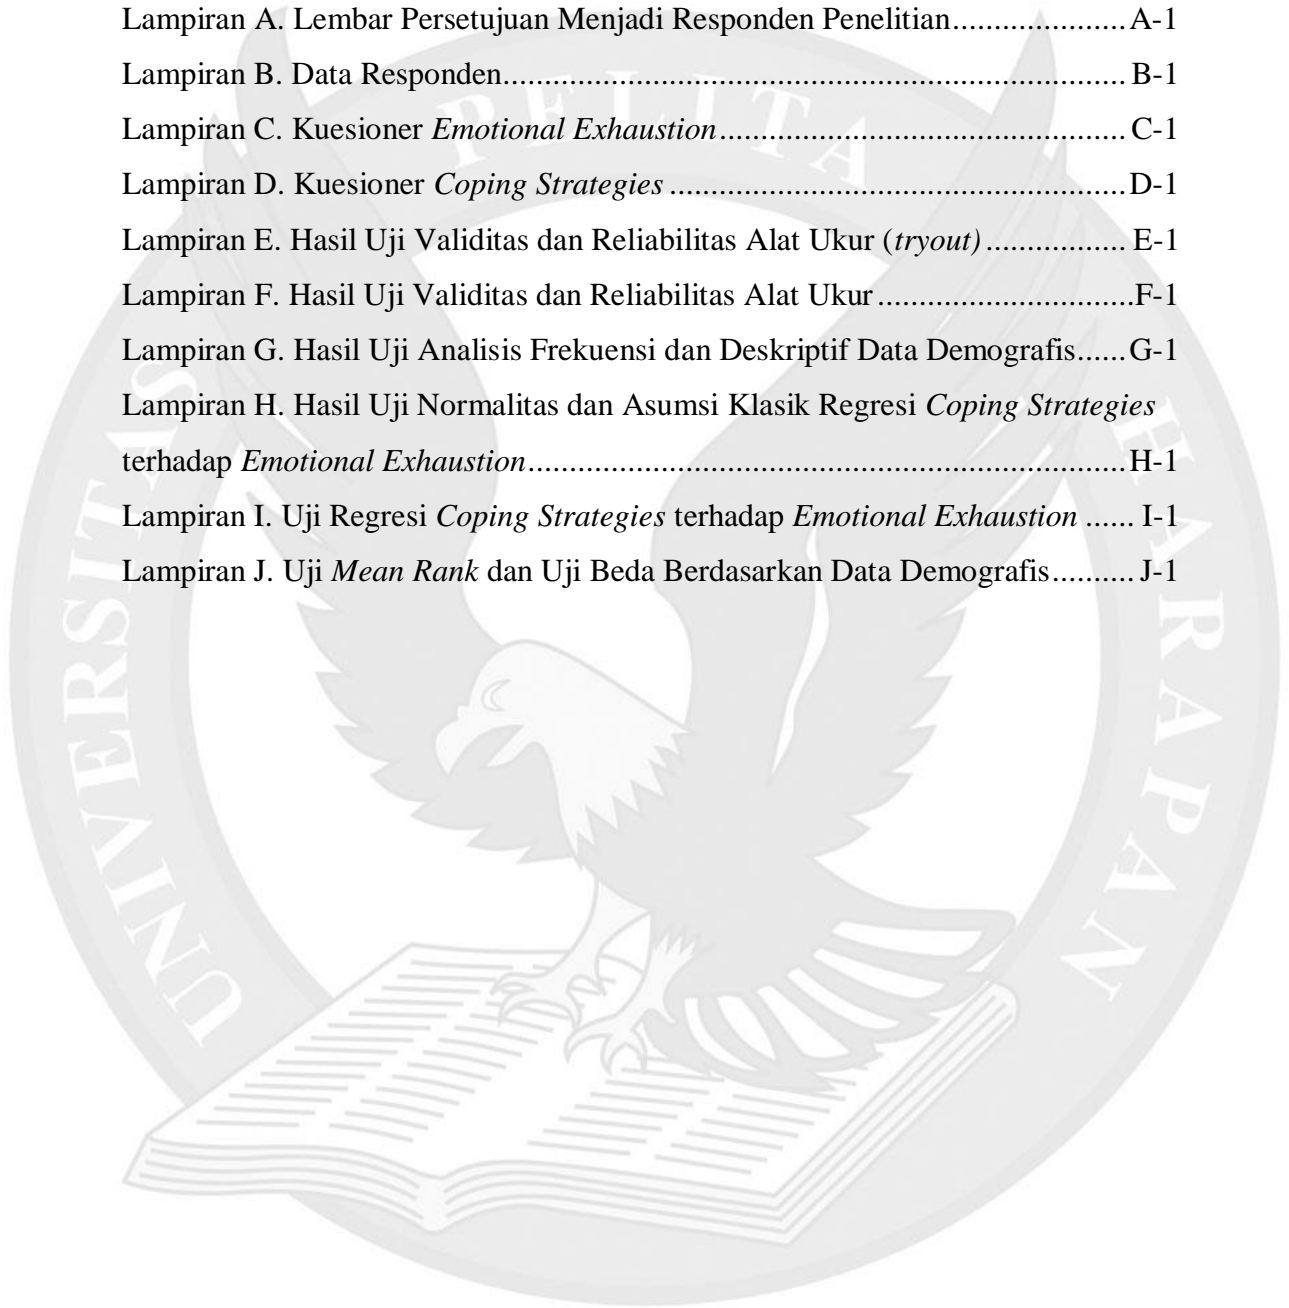 Lampiran A. Lembar Persetujuan Menjadi Responden Penelitian.....................A-1
Lampiran B. Data Responden........................................................................... B-1
Lampiran C. Kuesioner Emotional Exhaustion................................................. C-1
Lampiran D. Kuesioner Coping Strategies .......................................................D-1
Lampiran E. Hasil Uji Validitas dan Reliabilitas Alat Ukur (tryout) ................. E-1
Lampiran F. Hasil Uji Validitas dan Reliabilitas Alat Ukur ...............................F-1
Lampiran G. Hasil Uji Analisis Frekuensi dan Deskriptif Data Demografis......G-1
Lampiran H. Hasil Uji Normalitas dan Asumsi Klasik Regresi Coping Strategies
terhadap Emotional Exhaustion........................................................................H-1
Lampiran I. Uji Regresi Coping Strategies terhadap Emotional Exhaustion ...... I-1
Lampiran J. Uji Mean Rank dan Uji Beda Berdasarkan Data Demografis.......... J-1
UNIVERSITAS PELITA HARAPAN